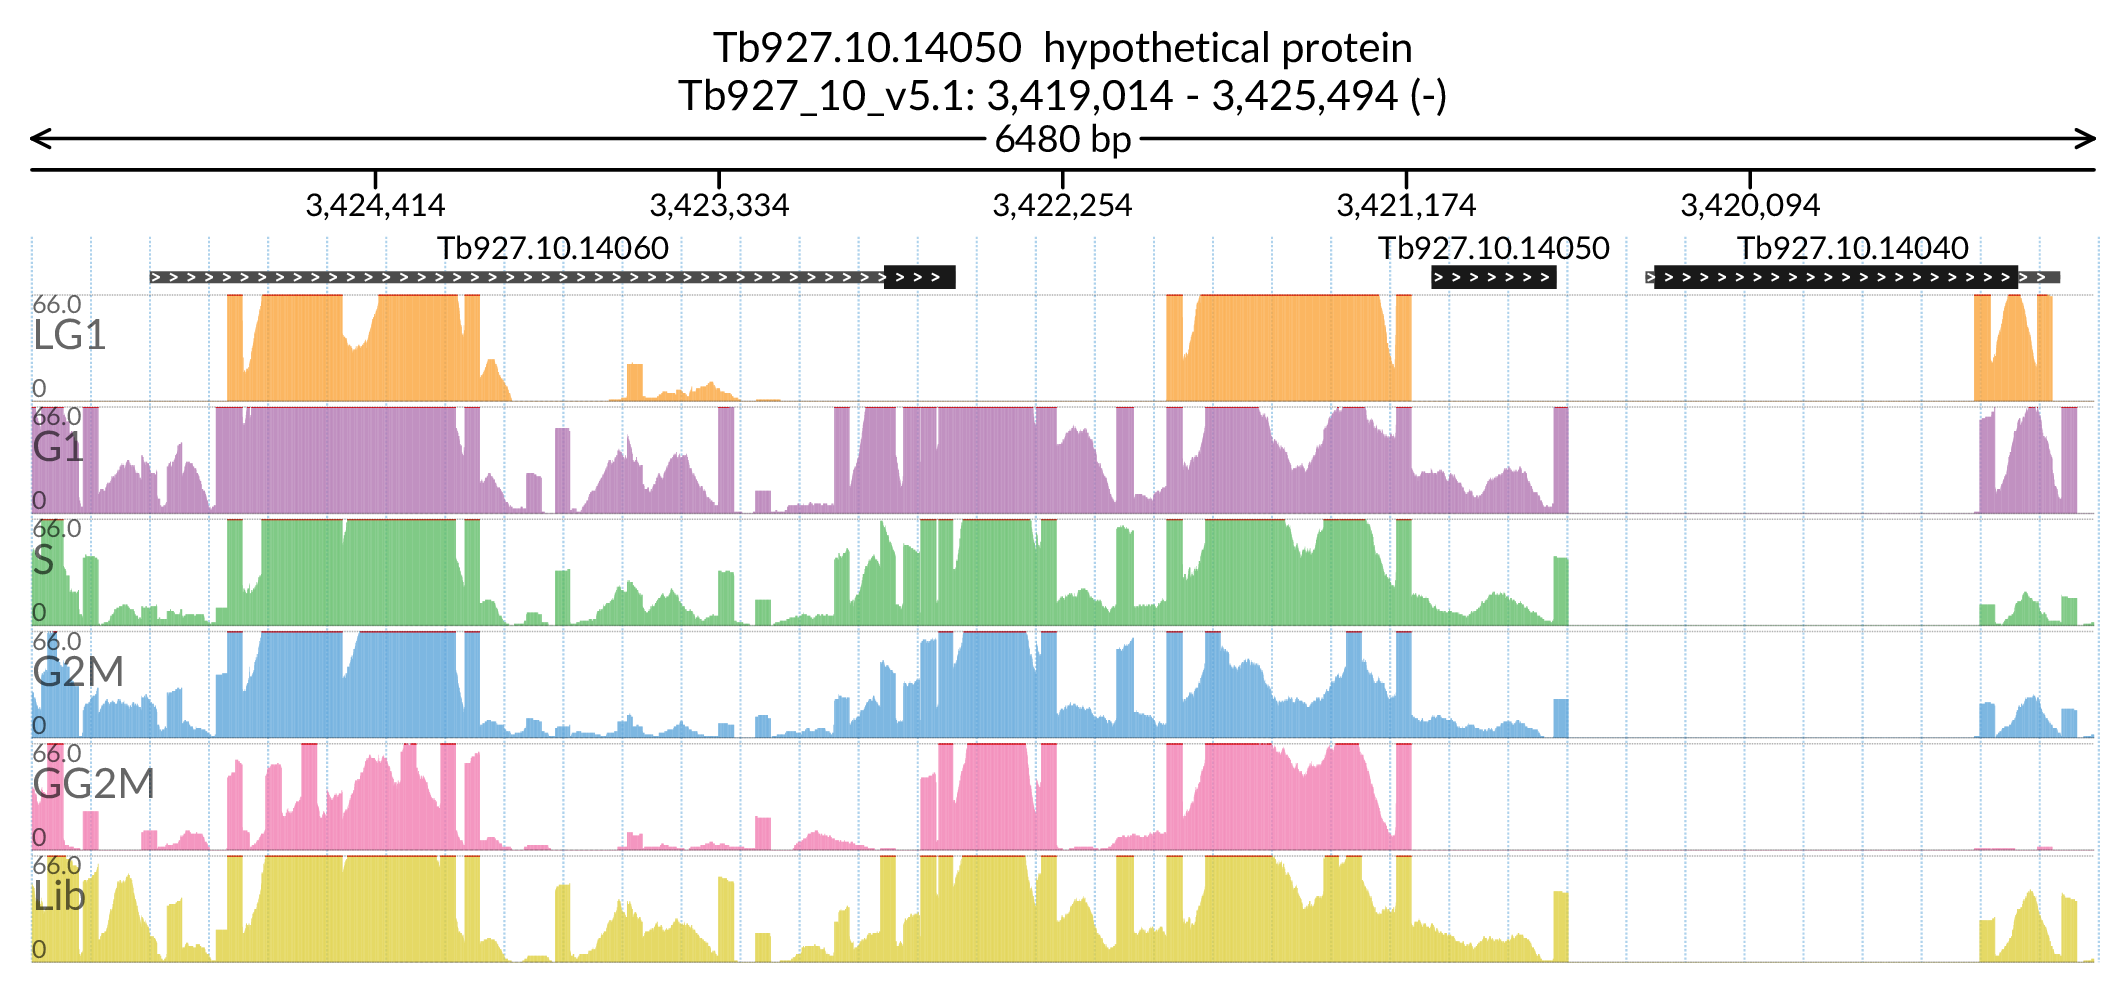 Tb927.10.14050 hypothetical protein
Tb927_10_v5.1: 3,419,014 - 3,425,494 (-)
6480 bp
3,424,414 3,423,334 3,422,254 3,421,174 3,420,094
Tb927.10.14060 Tb927.10.14050 Tb927.10.14040
66.0
LG1
0
66.0
G1
0
66.0
S
0
66.0
G2M
0
66.0
GG2M
0
66.0
Lib
0